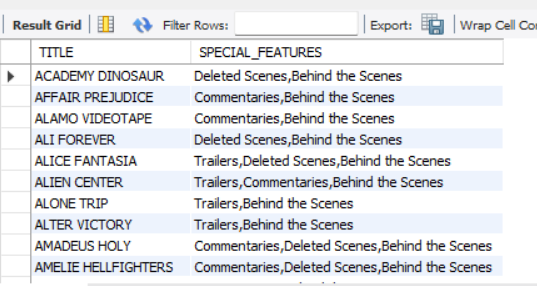 Result Grid Filter Rows: Export: Wrap Cell Co
TITLE SPECIAL_FEATURES
ACADEMY DINOSAUR Deleted Scenes,Behind the Scenes
AFFAIR PREJUDICE Commentaries,Behind the Scenes
ALAMO VIDEOTAPE Commentaries,Behind the Scenes
ALI FOREVER Deleted Scenes,Behind the Scenes
ALICE FANTASIA Trailers,Deleted Scenes,Behind the Scenes
ALIEN CENTER Trailers,Commentaries,Behind the Scenes
ALONE TRIP Trailers,Behind the Scenes
ALTER VICTORY Trailers,Behind the Scenes
AMADEUS HOLY Commentaries,Deleted Scenes,Behind the Scenes
AMELIE HELLFIGHTERS Commentaries,Deleted Scenes,Behind the Scenes